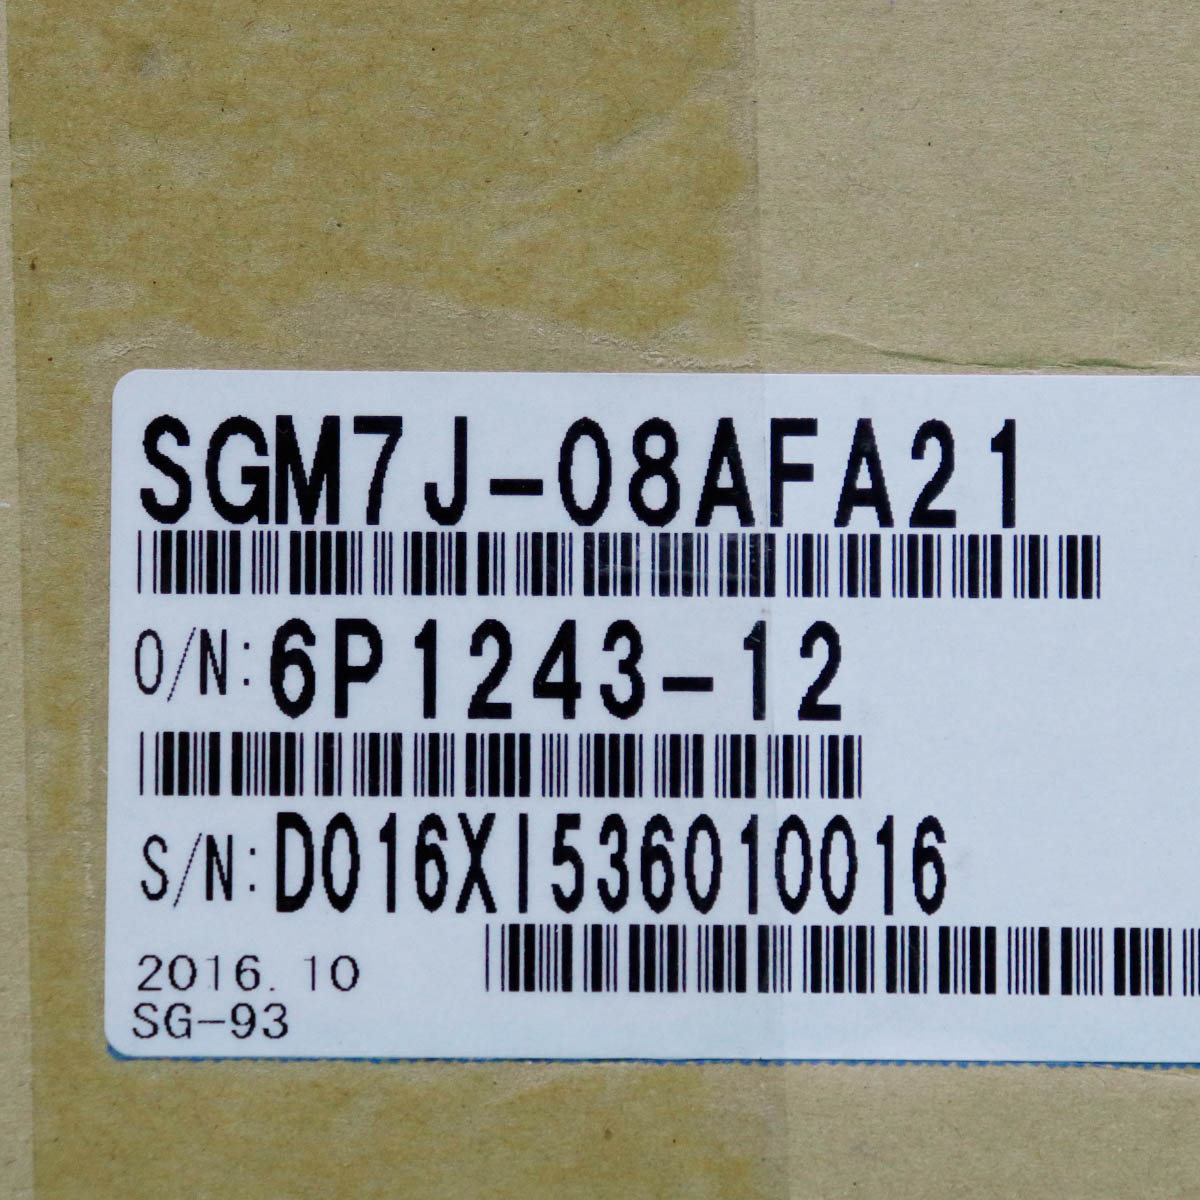 SGM7J-08AFA21
O/N: 6P1243-12
S/N: D016XI536010016
2016.10
SG-93